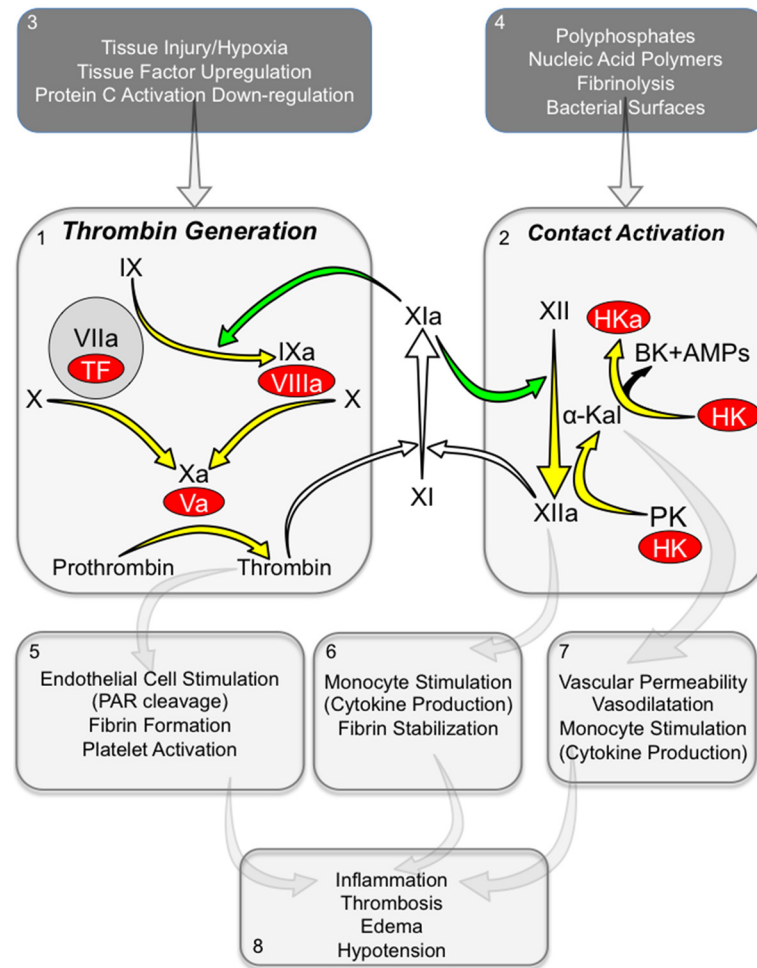 3
Tissue Injury/Hypoxia
Tissue Factor Upregulation
Protein C Activation Down-regulation
4
Polyphosphates
Nucleic Acid Polymers
Fibrinolysis
Bacterial Surfaces
1
Thrombin Generation
IX
VIIa
TF
IXa
VIIIa
X
X
Xa
Va
Prothrombin
Thrombin
XIa
XI
2
Contact Activation
XII
HKa
BK+AMPs
α-Kal
HK
XIIa
PK
HK
5
Endothelial Cell Stimulation
(PAR cleavage)
Fibrin Formation
Platelet Activation
6
Monocyte Stimulation
(Cytokine Production)
Fibrin Stabilization
7
Vascular Permeability
Vasodilatation
Monocyte Stimulation
(Cytokine Production)
Inflammation
Thrombosis
Edema
Hypotension
8